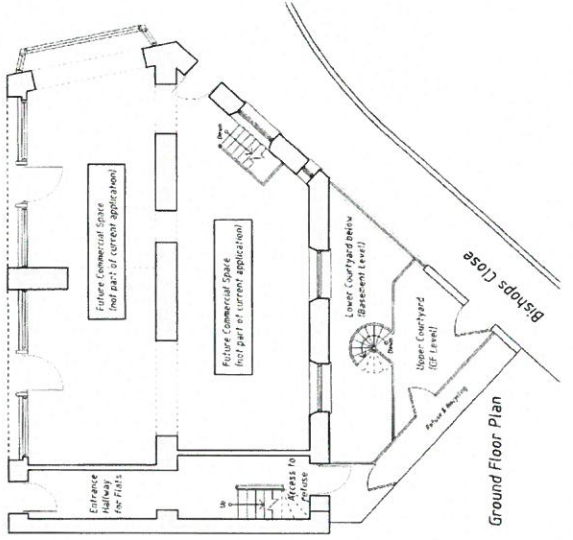 Future Commercial Space
(not part of current application)
Future Commercial Space
(not part of current application)
Down
Lower Courtyard below
(Basement Level)
Down
Upper Courtyard
(GF Level)
Refuse & Recycling
Bishops Close
Entrance
Hallway
for Flats
Up
Access to
refuse
Ground Floor Plan